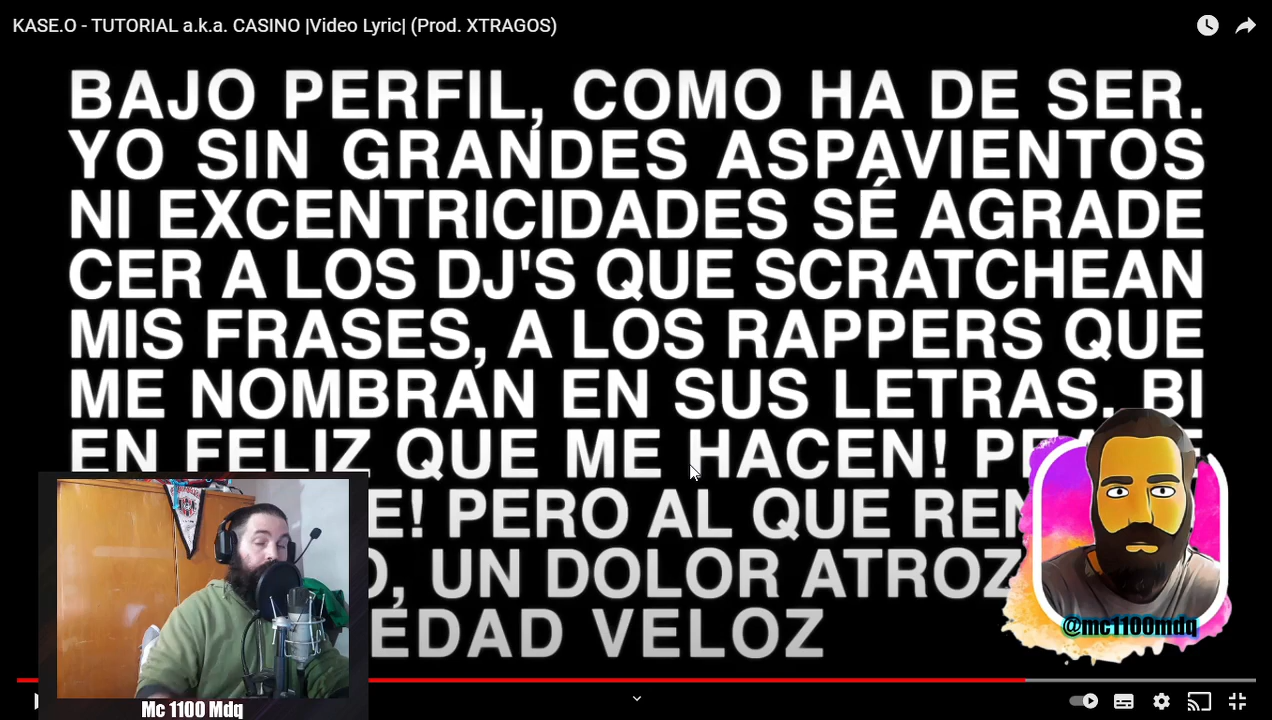 KASE.O - TUTORIAL a.k.a. CASINO |Video Lyric| (Prod. XTRAGOS)
BAJO PERFIL, COMO HA DE SER.
YO SIN GRANDES ASPAVIENTOS
NI EXCENTRICIDADES SÉ AGRADE
CER A LOS DJ'S QUE SCRATCHEAN
MIS FRASES, A LOS RAPPERS QUE
ME NOMBRAN EN SUS LETRAS. BI
EN FELIZ QUE ME HACEN!
PERO AL QUE
UN DOLOR ATROZ
VELOZ
@mc1100mdq
Mc 1100 Mdq